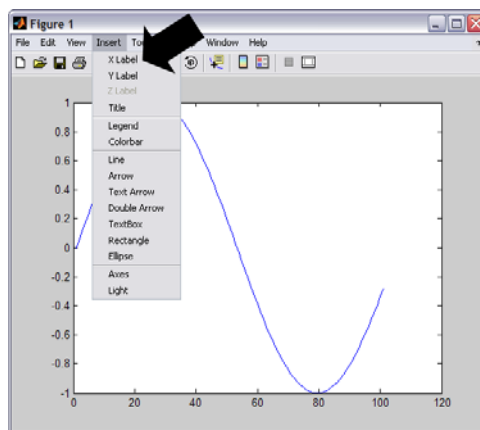 Figure 1
File Edit View Insert Window Help
X Label
Y Label
Z Label
Title
Legend
Colorbar
Line
Arrow
Text Arrow
Double Arrow
TextBox
Rectangle
Ellipse
Axes
Light
1
0.8
0.6
0.4
0.2
0
-0.2
-0.4
-0.6
-0.8
-1
0 20 40 60 80 100 120